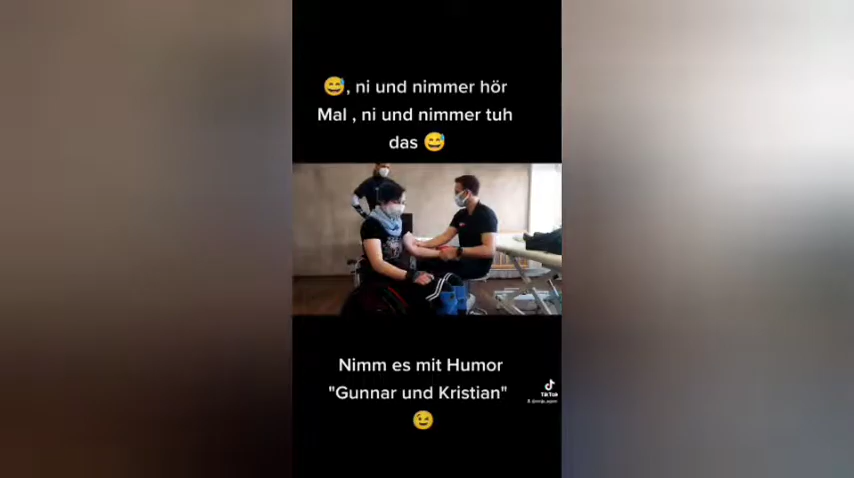 😅, ni und nimmer hör
Mal , ni und nimmer tuh
das 😅
Nimm es mit Humor
"Gunnar und Kristian"
😉
TikTok